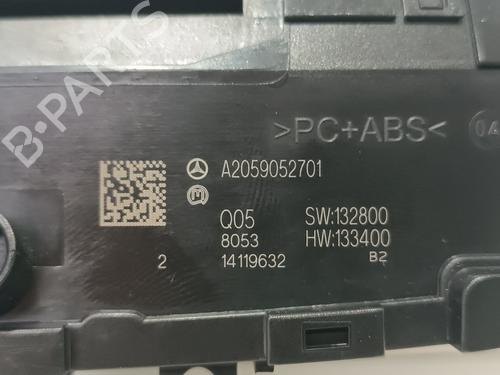 B-PARTS
>PC+ABS<
04
A2059052701
Q05 SW:132800
8053 HW:133400
B2
2 14119632